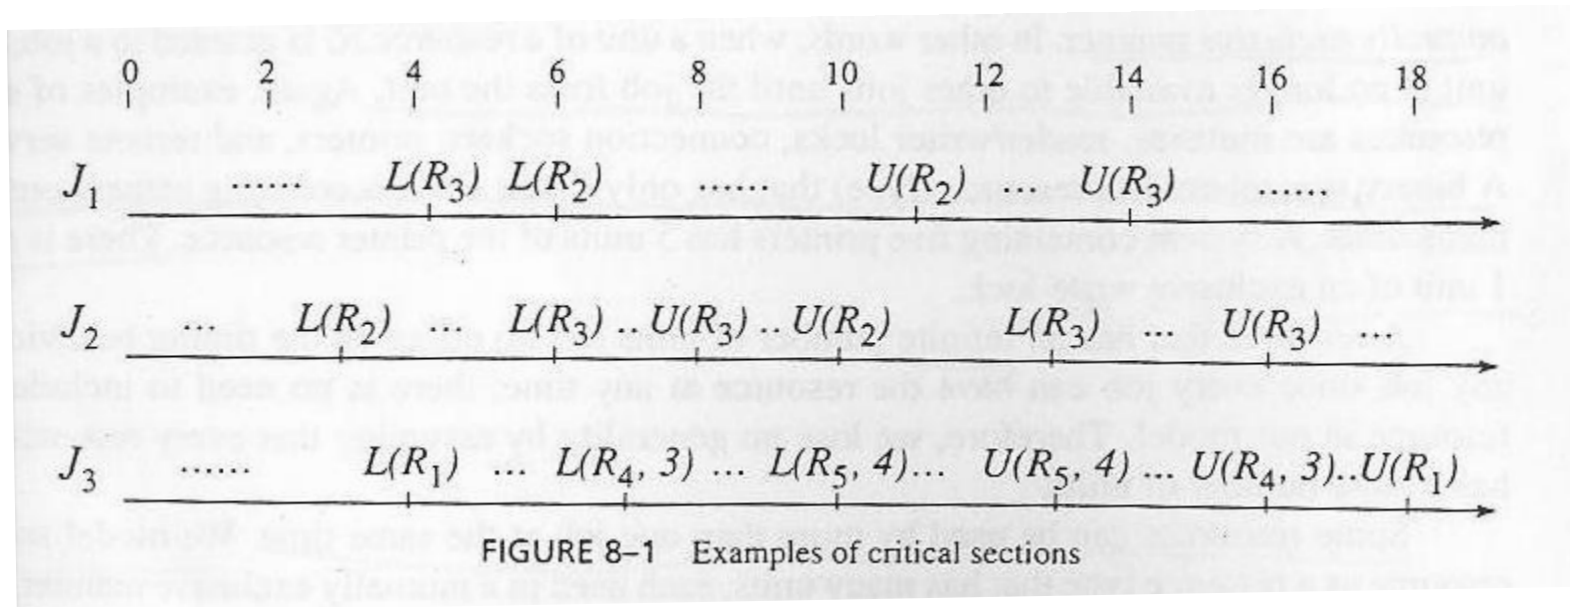 0 2 4 6 8 10 12 14 16 18
J₁ ...... L(R₃) L(R₂) ...... U(R₂) .... U(R₃)
J₂ ... L(R₂) ... L(R₃) .. U(R₃) .. U(R₂) L(R₃) ... U(R₃) ...
J₃ ...... L(R₁) ... L(R₄, 3) ... L(R₅, 4)... U(R₅, 4) ... U(R₄, 3)..U(R₁)
FIGURE 8–1 Examples of critical sections